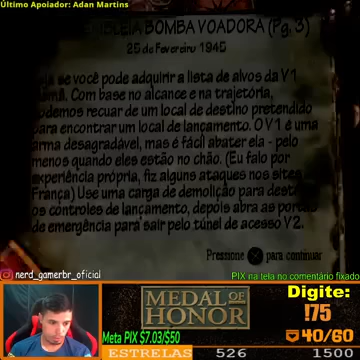 Último Apoiador: Adan Martins
BOMBA VOADORA (Pg. 3)
25 de Fevereiro 1945
se você pode adquirir a lista de alvos da V1
Com base no alcance e na trajetória,
podemos recuar de um local de destino pretendido
para encontrar um local de lançamento. O V1 é uma
arma desagradável, mas é fácil abater ela - pelo
menos quando eles estão no chão. (Eu falo por
experiência própria, fiz alguns ataques nos sites
França) Use uma carga de demolição para
os controles de lançamento, depois abra as
de emergência para sair pelo túnel de acesso V2.
Pressione X para continuar
nerd_gamerbr_oficial
PIX na tela no comentário fixado
MEDAL OF
HONOR
Digite:
!75
40/60
Meta PIX $7.03/$50
ESTRELAS 526 1500